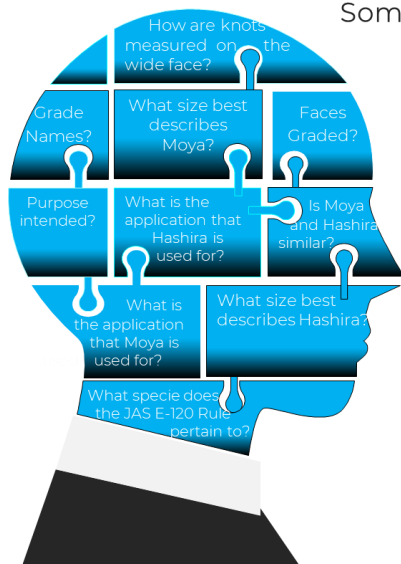 Som
How are knots
measured on the
wide face?
Grade
Names?
What size best
describes
Moya?
Faces
Graded?
Purpose
intended?
What is the
application that
Hashira is
used for?
Is Moya
and Hashira
similar?
What is
the application
that Moya is
used for?
What size best
describes Hashira?
What specie does
the JAS E-120 Rule
pertain to?